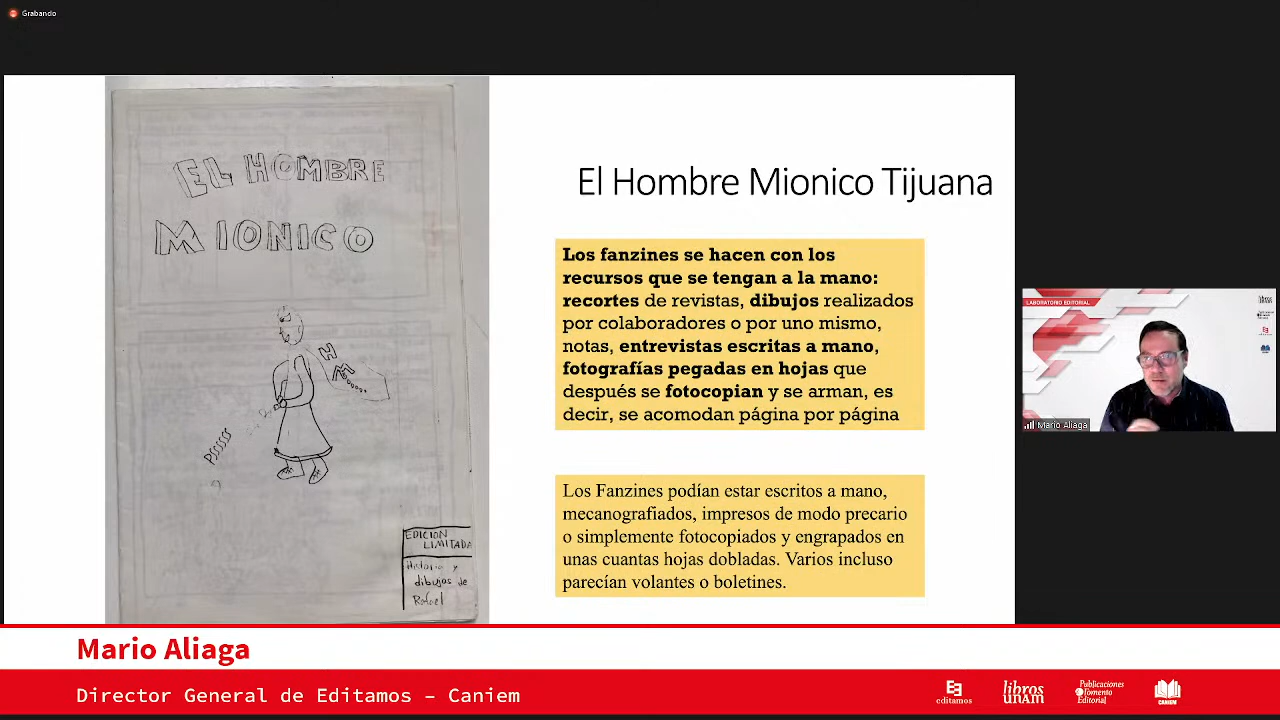 Grabando
EL HOMBRE
MIONICO
HM.....
PSSSSSS
EDICION
LIMITADA
Historia y
dibujos de
Rafael
El Hombre Mionico Tijuana
Los fanzines se hacen con los
recursos que se tengan a la mano:
recortes de revistas, dibujos realizados
por colaboradores o por uno mismo,
notas, entrevistas escritas a mano,
fotografías pegadas en hojas que
después se fotocopian y se arman, es
decir, se acomodan página por página
Los Fanzines podían estar escritos a mano,
mecanografiados, impresos de modo precario
o simplemente fotocopiados y engrapados en
unas cuantas hojas dobladas. Varios incluso
parecían volantes o boletines.
LABORATORIO EDITORIAL
Mario Aliaga
Mario Aliaga
Director General de Editamos – Caniem
editamos
libros
UNAM
Publicaciones
Fomento
Editorial
CANIEM